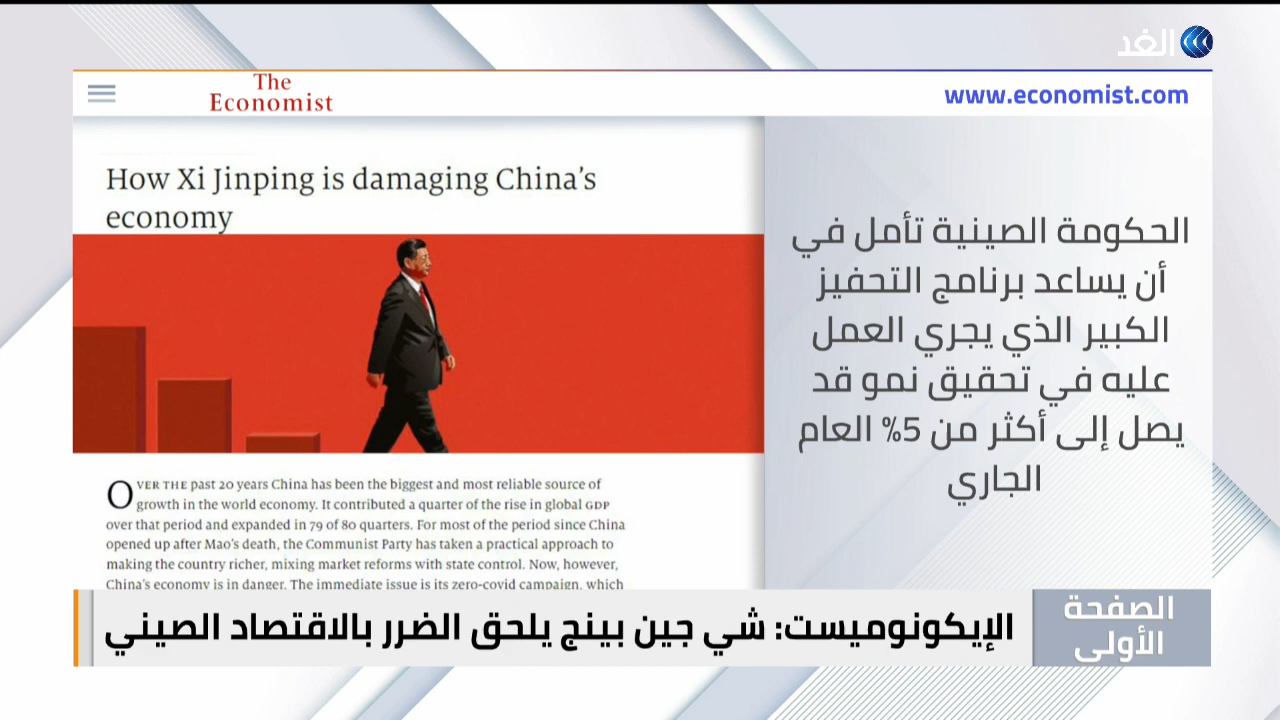 الغد
The
Economist
www.economist.com
How Xi Jinping is damaging China's
economy
الحكومة الصينية تأمل في
أن يساعد برنامج التحفيز
الكبير الذي يجري العمل
عليه في تحقيق نمو قد
يصل إلى أكثر من 5% العام
الجاري
OVER THE past 20 years China has been the biggest and most reliable source of
growth in the world economy. It contributed a quarter of the rise in global GDP
over that period and expanded in 79 of 80 quarters. For most of the period since China
opened up after Mao's death, the Communist Party has taken a practical approach to
making the country richer, mixing market reforms with state control. Now, however,
China's economy is in danger. The immediate issue is its zero-covid campaign, which
الصفحة
الأولى
الإيكونوميست: شي جين بينج يلحق الضرر بالاقتصاد الصيني